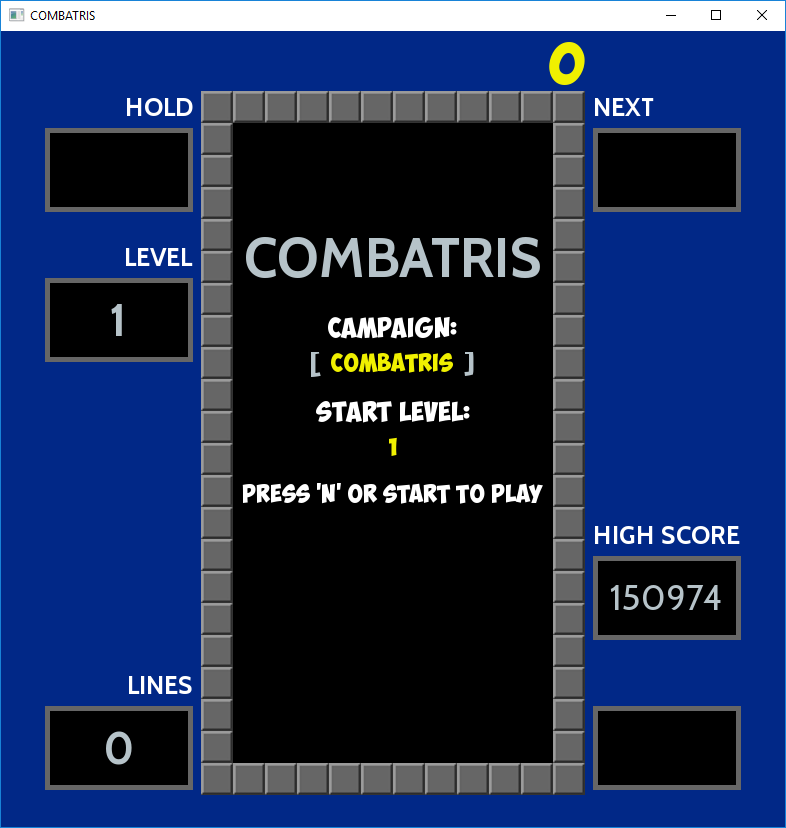 COMBATRIS
0
HOLD
NEXT
LEVEL
1
COMBATRIS
CAMPAIGN:
[ COMBATRIS ]
START LEVEL:
1
PRESS 'N' OR START TO PLAY
HIGH SCORE
150974
LINES
0